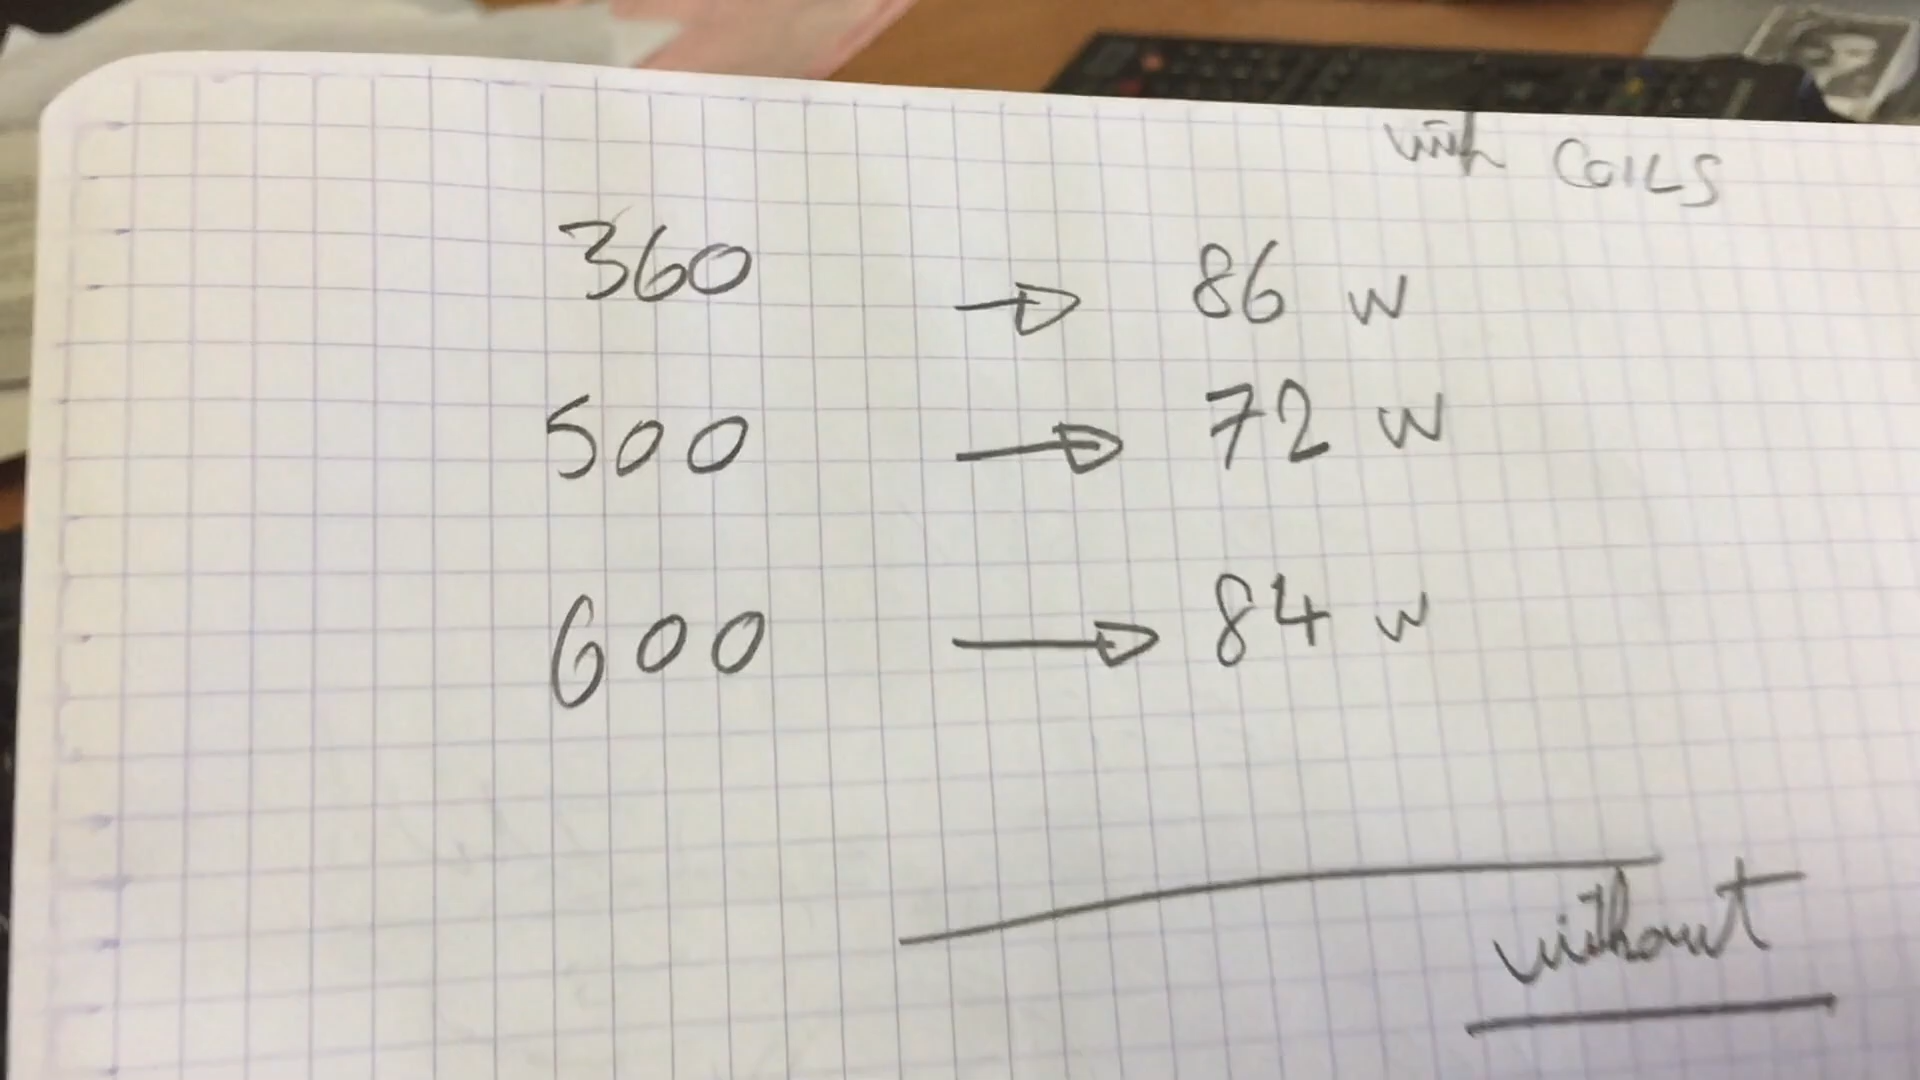 with COILS
360 → 86 w
500 → 72 w
600 → 84 w
without